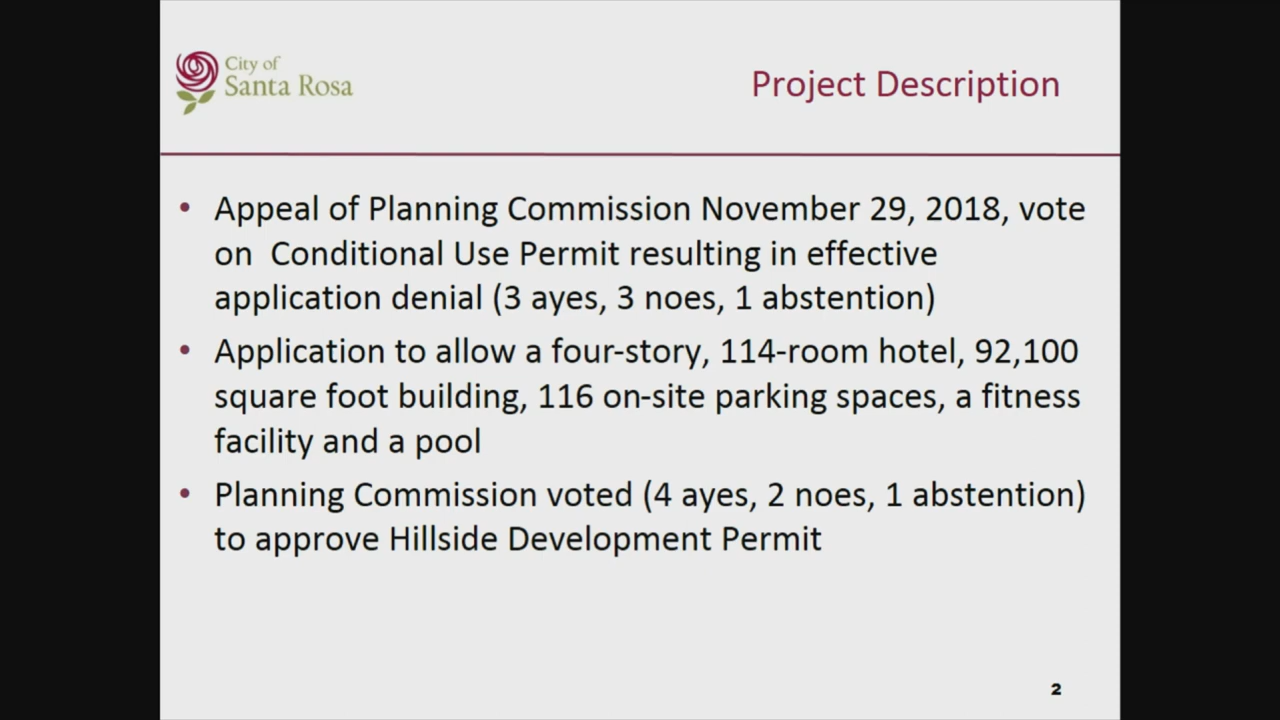 City of
Santa Rosa
Project Description
• Appeal of Planning Commission November 29, 2018, vote
on  Conditional Use Permit resulting in effective
application denial (3 ayes, 3 noes, 1 abstention)
• Application to allow a four-story, 114-room hotel, 92,100
square foot building, 116 on-site parking spaces, a fitness
facility and a pool
• Planning Commission voted (4 ayes, 2 noes, 1 abstention)
to approve Hillside Development Permit
2